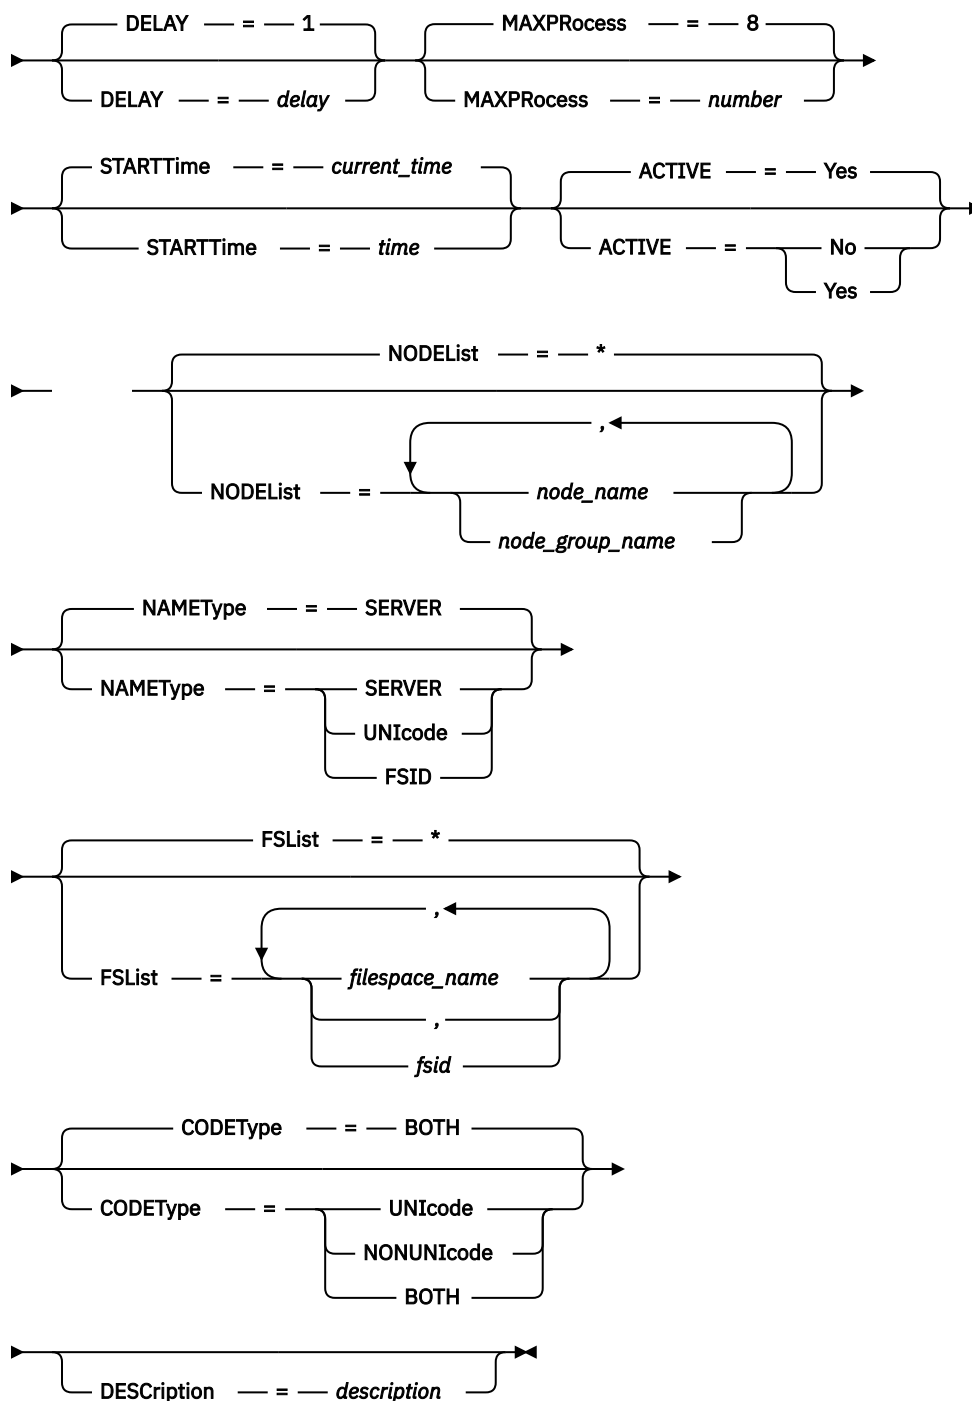 DELAY = 1 MAXPRocess = 8
DELAY = delay MAXPRocess = number
STARTTime = current_time ACTIVE = Yes
STARTTime = time ACTIVE = No
Yes
NODEList = *
,
NODEList = node_name
node_group_name
NAMEType = SERVER
NAMEType = SERVER
UNIcode
FSID
FSList = *
,
FSList = filespace_name
,
fsid
CODEType = BOTH
CODEType = UNIcode
NONUNIcode
BOTH
DESCription = description